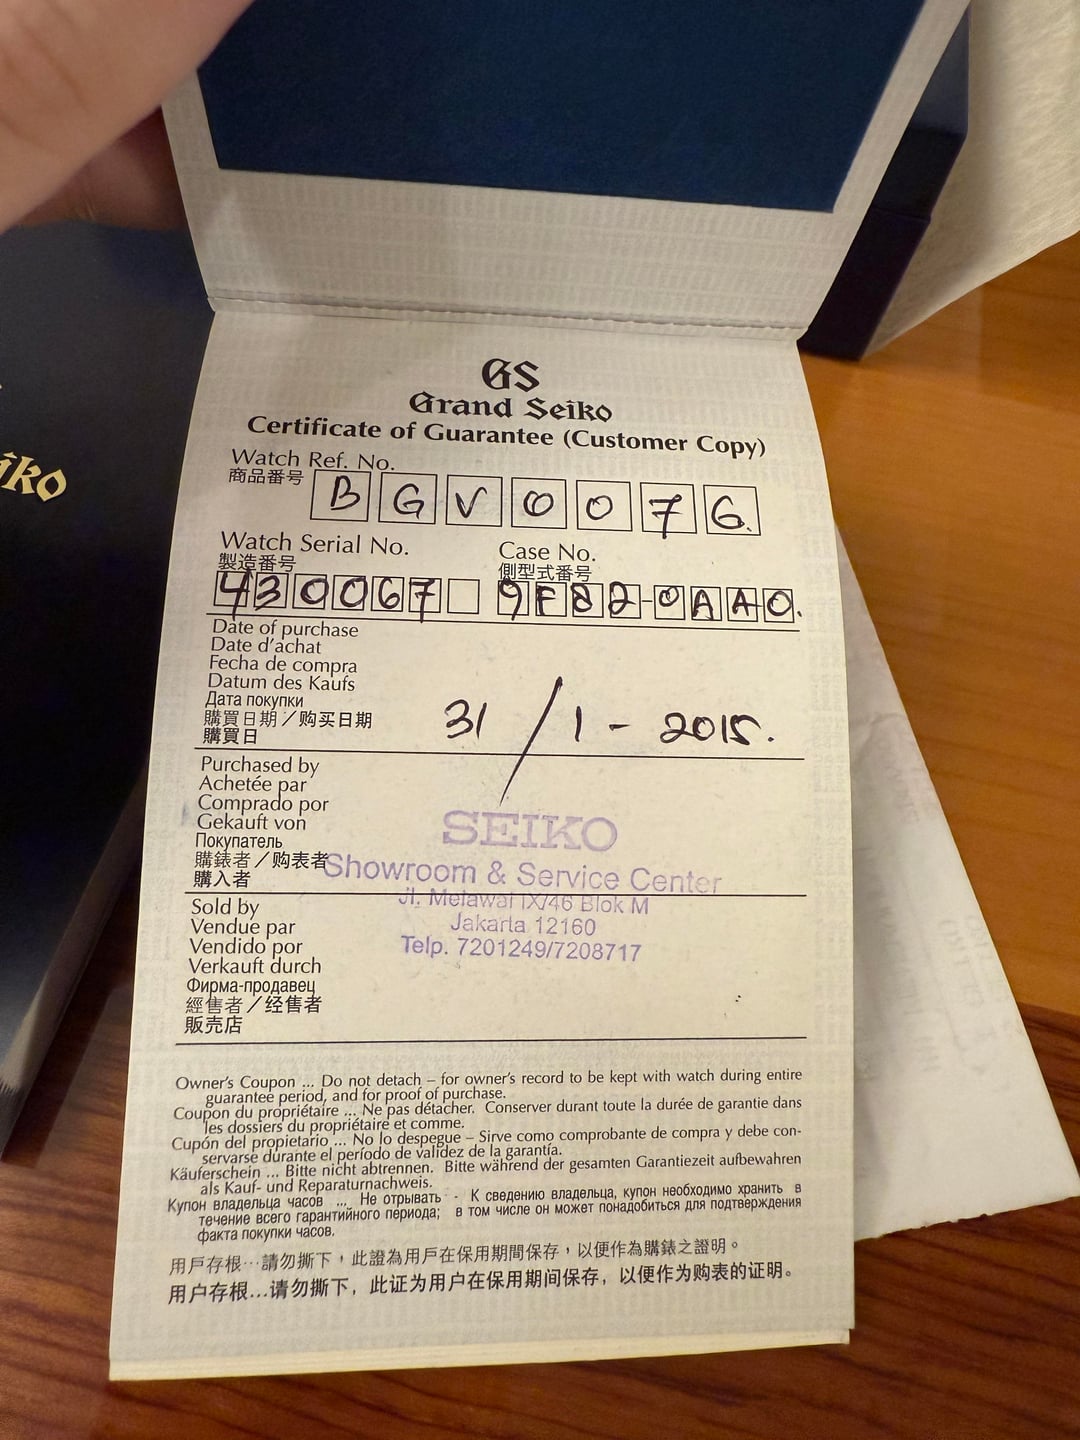 iko
GS
Grand Seiko
Certificate of Guarantee (Customer Copy)
Watch Ref. No.
商品番号
B G V 0 0 7 G.
Watch Serial No.
製造番号
430067
Case No.
側型式番号
9F82-0AA0.
Date of purchase
Date d'achat
Fecha de compra
Datum des Kaufs
Дата покупки
購買日期／购买日期
購買日
31/1-2015.
Purchased by
Achetée par
Comprado por
Gekauft von
Покупатель
購錶者／购表者
購入者
SEIKO
Showroom & Service Center
Jl. Melawai IX/46 Blok M
Jakarta 12160
Telp. 7201249/7208717
Sold by
Vendue par
Vendido por
Verkauft durch
Фирма-продавец
經售者／经售者
販売店
Owner's Coupon ... Do not detach – for owner's record to be kept with watch during entire
guarantee period, and for proof of purchase.
Coupon du propriétaire ... Ne pas détacher. Conserver durant toute la durée de garantie dans
les dossiers du propriétaire et comme.
Cupón del propietario ... No lo despegue – Sirve como comprobante de compra y debe con-
servarse durante el período de validez de la garantía.
Käuferschein ... Bitte nicht abtrennen. Bitte während der gesamten Garantiezeit aufbewahren
als Kauf- und Reparaturnachweis.
Купон владельца часов ... Не отрывать - К сведению владельца, купон необходимо хранить в
течение всего гарантийного периода; в том числе он может понадобиться для подтверждения
факта покупки часов.
用戶存根…請勿撕下，此證為用戶在保用期間保存，以便作為購錶之證明。
用户存根…请勿撕下，此证为用户在保用期间保存，以便作为购表的证明。